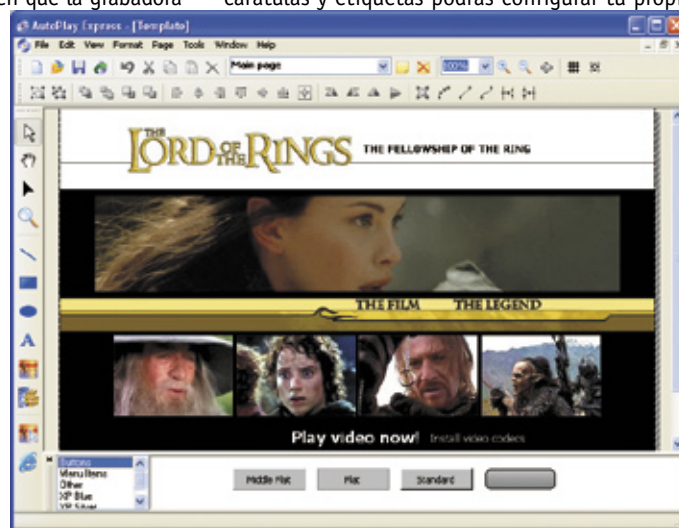 en que la grabadora
carátulas y etiquetas podrás configurar tu propi
AutoPlay Express - [Template]
File Edit View Format Page Tools Window Help
Main page
100%
THE
LORD OF THE RINGS
THE FELLOWSHIP OF THE RING
THE FILM THE LEGEND
Play video now! Install video codecs
Buttons
Menu Items
Other
XP Blue
XP Silver
Middle Flat Flat Standard